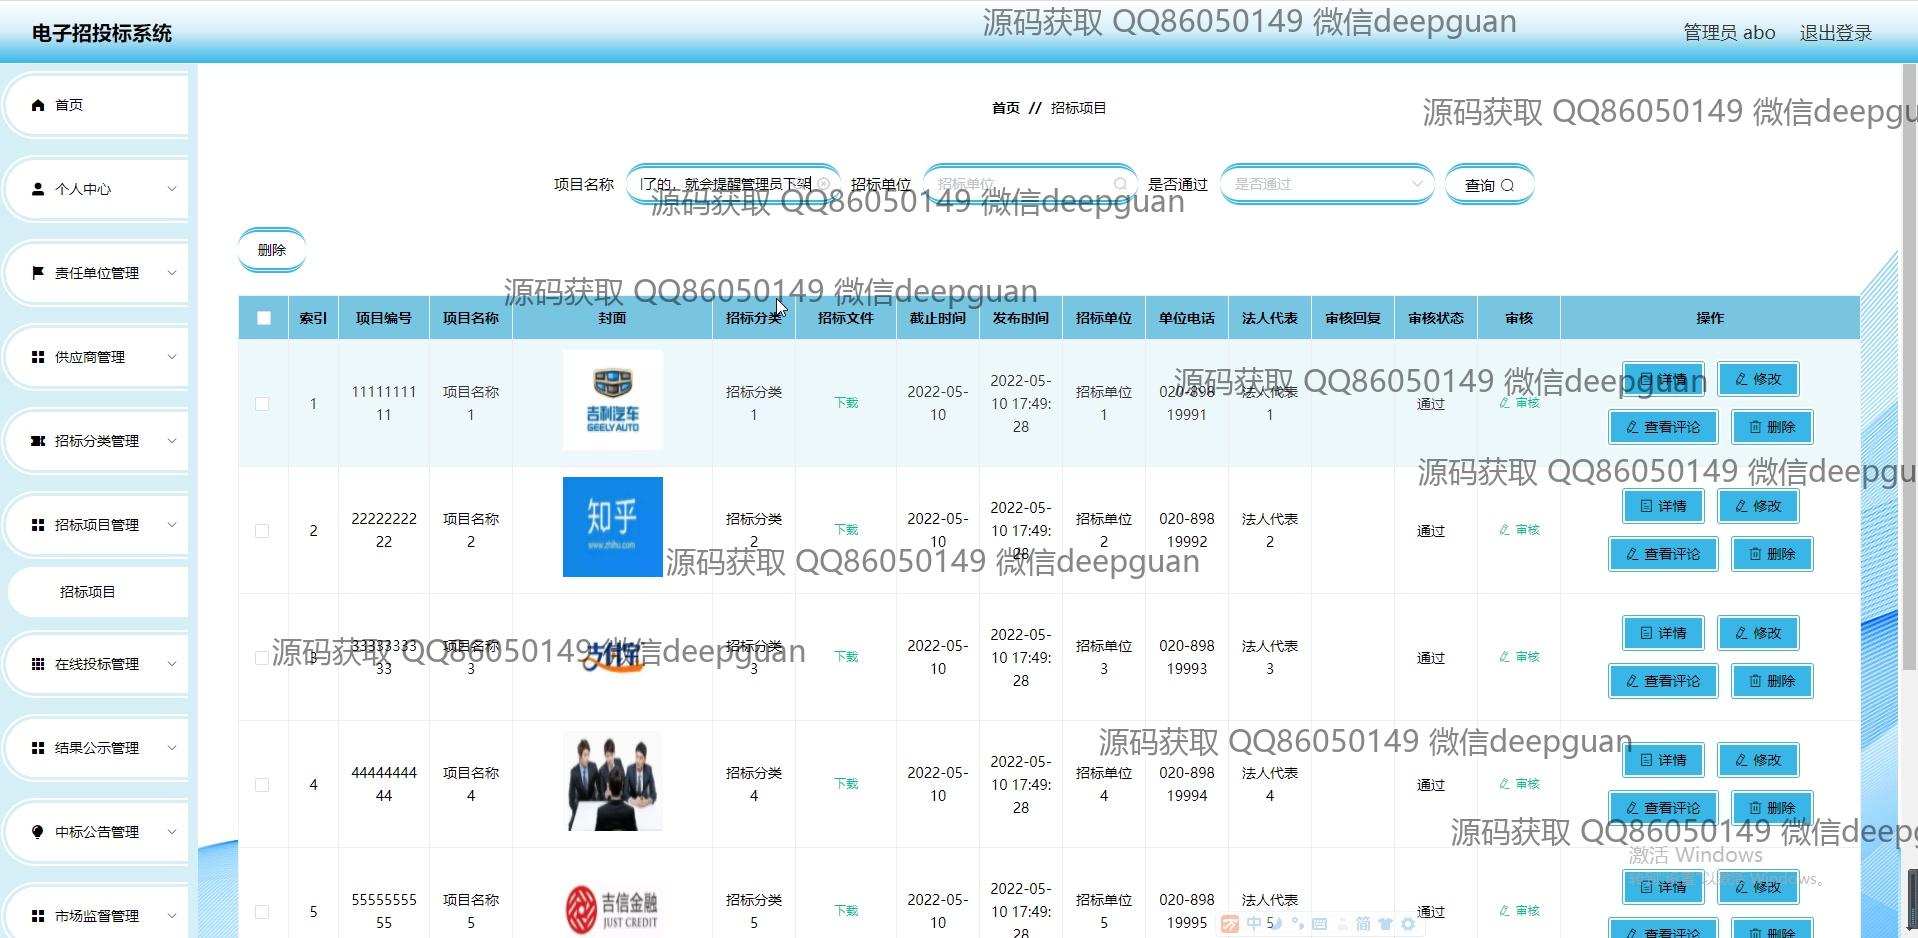 电子招投标系统
源码获取 QQ86050149 微信deepguan
管理员 abo 退出登录
首页
首页 // 招标项目
源码获取 QQ86050149 微信deepgu
个人中心
项目名称 了的，就会提醒管理员下架 招标单位 招标单位 是否通过 是否通过 查询
源码获取 QQ86050149 微信deepguan
删除
责任单位管理
源码获取 QQ86050149 微信deepguan
索引 项目编号 项目名称 封面 招标分类 招标文件 截止时间 发布时间 招标单位 单位电话 法人代表 审核回复 审核状态 审核 操作
供应商管理
源码获取 QQ86050149 微信deepguan
1 11111111 11 项目名称 1 吉利汽车 GEELY AUTO 招标分类 1 下载 2022-05-10 2022-05-10 17:49:28 招标单位 1 020-89819991 法人代表 1 通过 审核 详情 修改 查看评论 删除
招标分类管理
源码获取 QQ86050149 微信deepgu
招标项目管理
2 22222222 22 项目名称 2 知乎 www.zhihu.com 招标分类 2 下载 2022-05-10 2022-05-10 17:49:28 招标单位 2 020-89819992 法人代表 2 通过 审核 详情 修改 查看评论 删除
源码获取 QQ86050149 微信deepguan
招标项目
在线投标管理
3 33333333 33 项目名称 3 支付宝 招标分类 3 下载 2022-05-10 2022-05-10 17:49:28 招标单位 3 020-89819993 法人代表 3 通过 审核 详情 修改 查看评论 删除
源码获取 QQ86050149 微信deepguan
结果公示管理
源码获取 QQ86050149 微信deepguan
4 44444444 44 项目名称 4 招标分类 4 下载 2022-05-10 2022-05-10 17:49:28 招标单位 4 020-89819994 法人代表 4 通过 审核 详情 修改 查看评论 删除
中标公告管理
源码获取 QQ86050149 微信deepg
激活 Windows
5 55555555 55 项目名称 5 吉信金融 JUST CREDIT 招标分类 5 下载 2022-05-10 2022-05-10 17:49:28 招标单位 5 020-89819995 法人代表 5 通过 审核 详情 修改 查看评论 删除
市场监督管理
中 简